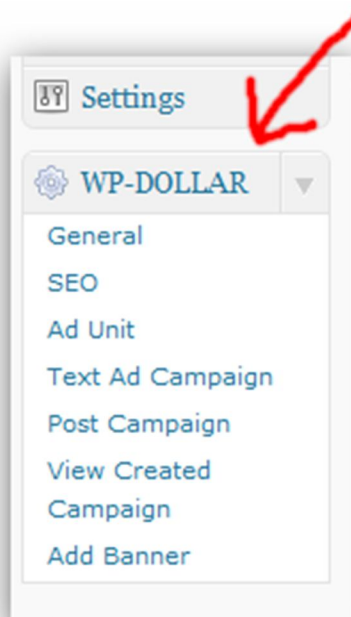 Settings
WP-DOLLAR
General
SEO
Ad Unit
Text Ad Campaign
Post Campaign
View Created
Campaign
Add Banner